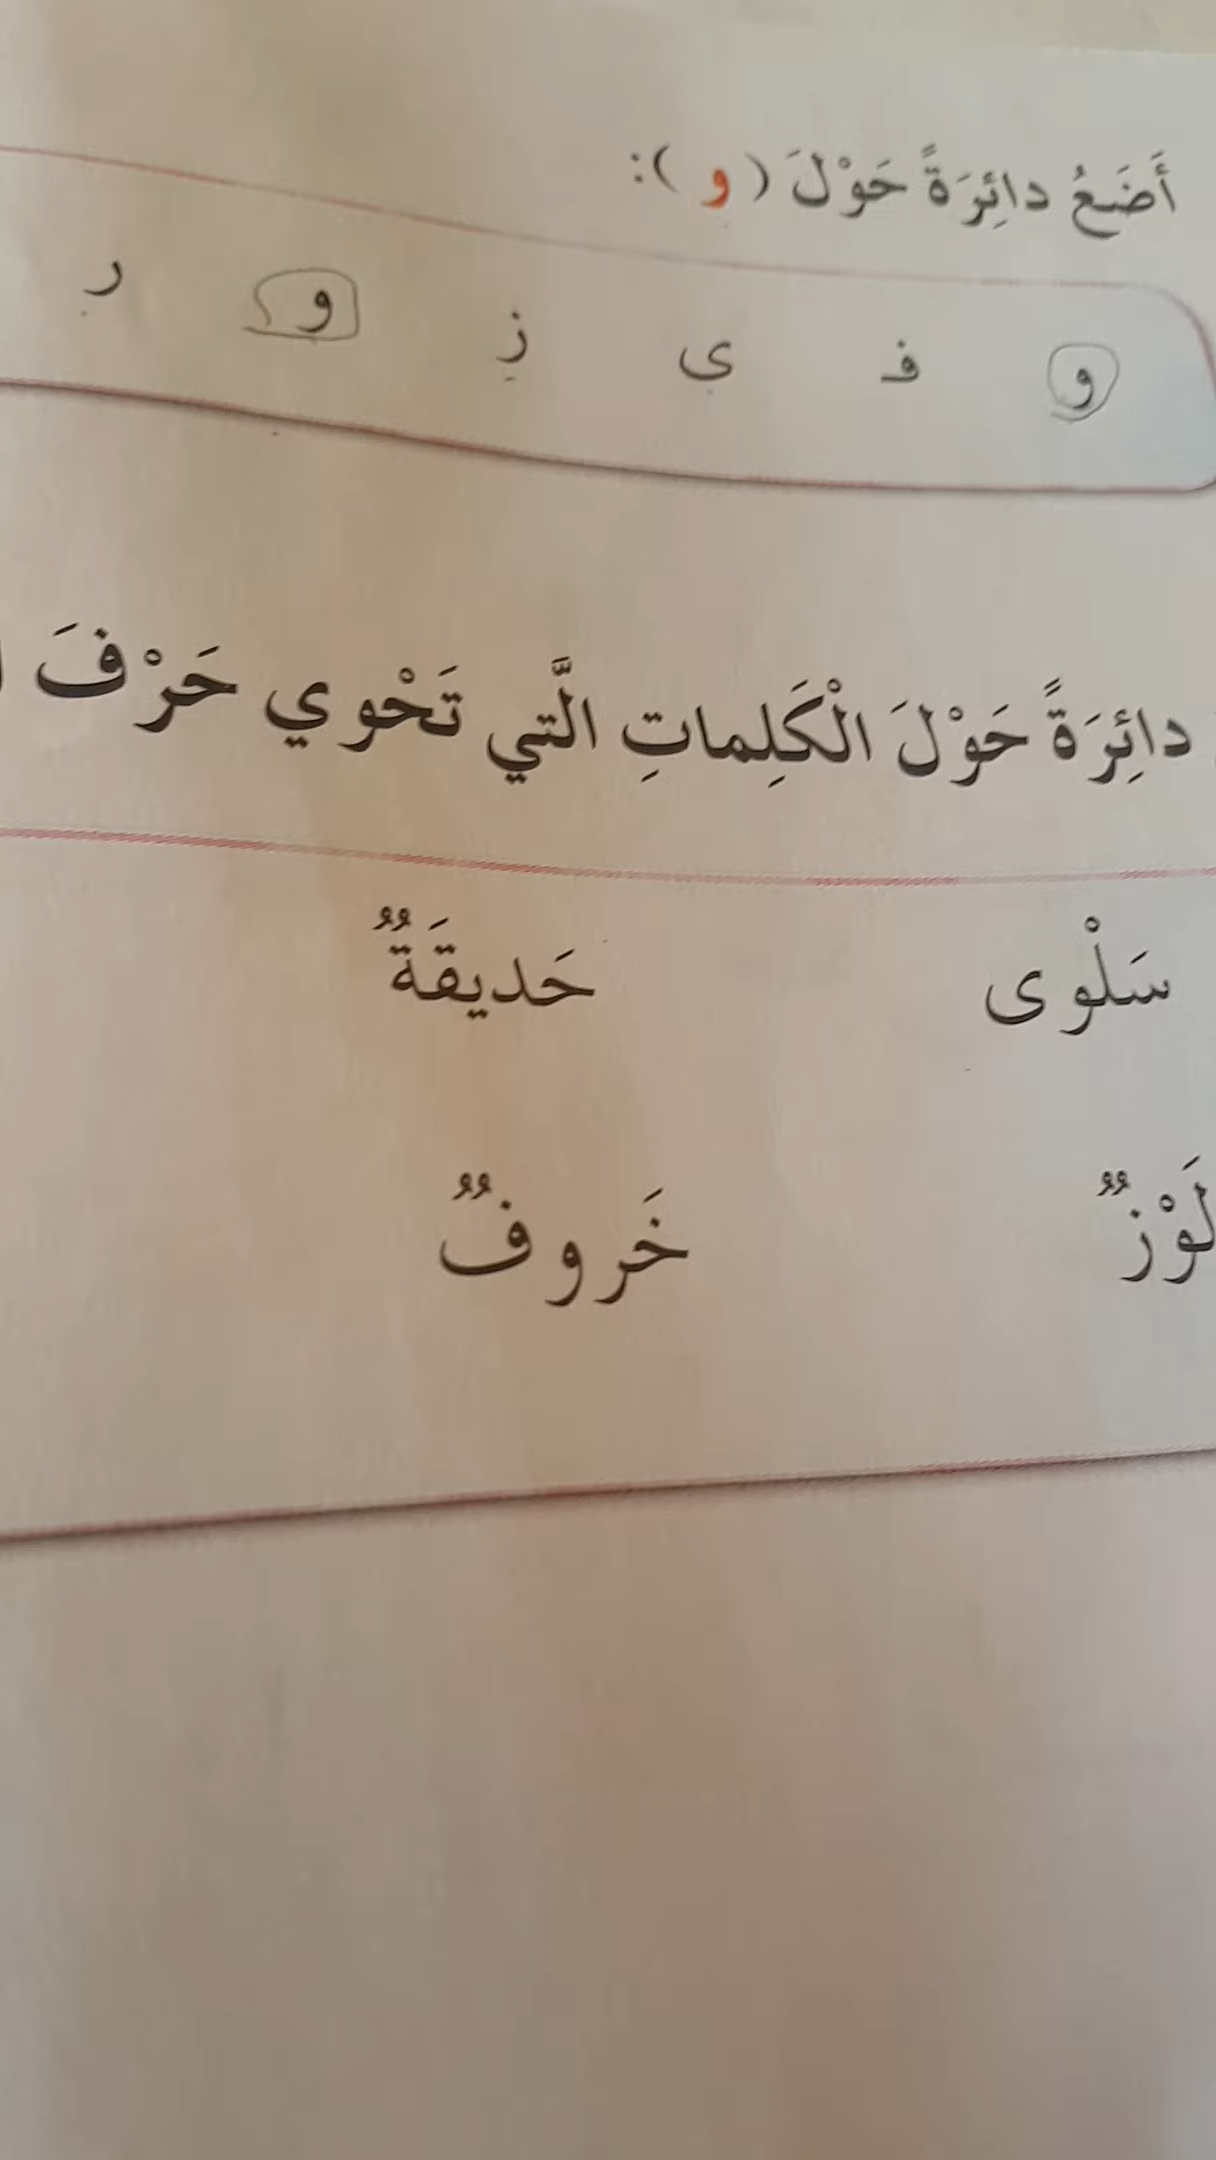 أَضَعُ دائِرَةً حَوْلَ ( و ):
و ف ى ز و ر
دائِرَةً حَوْلَ الْكَلِماتِ الَّتي تَحْوي حَرْفَ
سَلْوى حَديقَةٌ
لَوْزٌ خَروفٌ